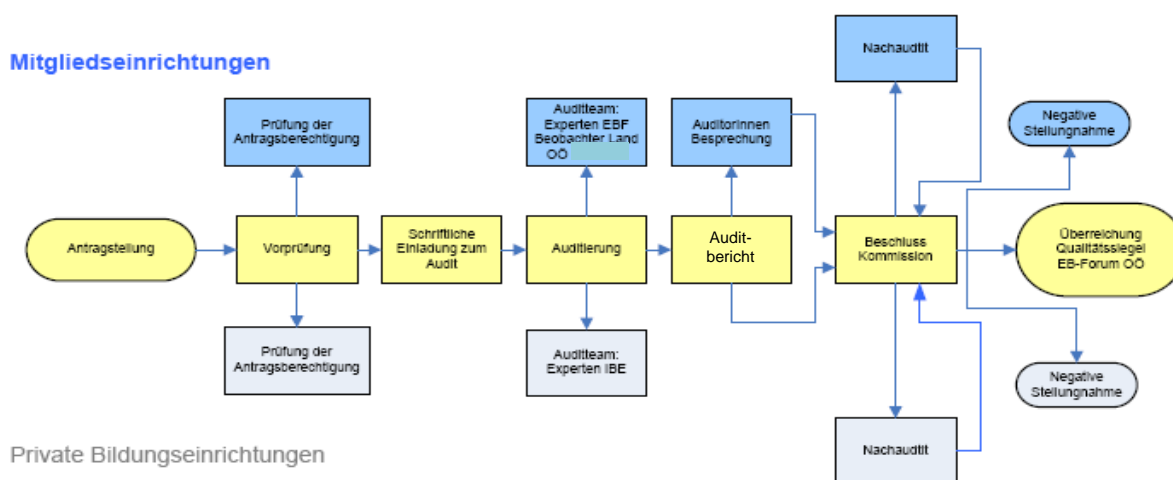 Mitgliedseinrichtungen
Nachaudtit
Prüfung der
Antragsberechtigung
Auditteam:
Experten EBF
Beobachter Land
OÖ
AuditorInnen
Besprechung
Negative
Stellungnahme
Antragstellung
Vorprüfung
Schriftliche
Einladung zum
Audit
Auditierung
Audit-
bericht
Beschluss
Kommission
Überreichung
Qualitätssiegel
EB-Forum OÖ
Prüfung der
Antragsberechtigung
Auditteam:
Experten IBE
Negative
Stellungnahme
Nachaudtit
Private Bildungseinrichtungen